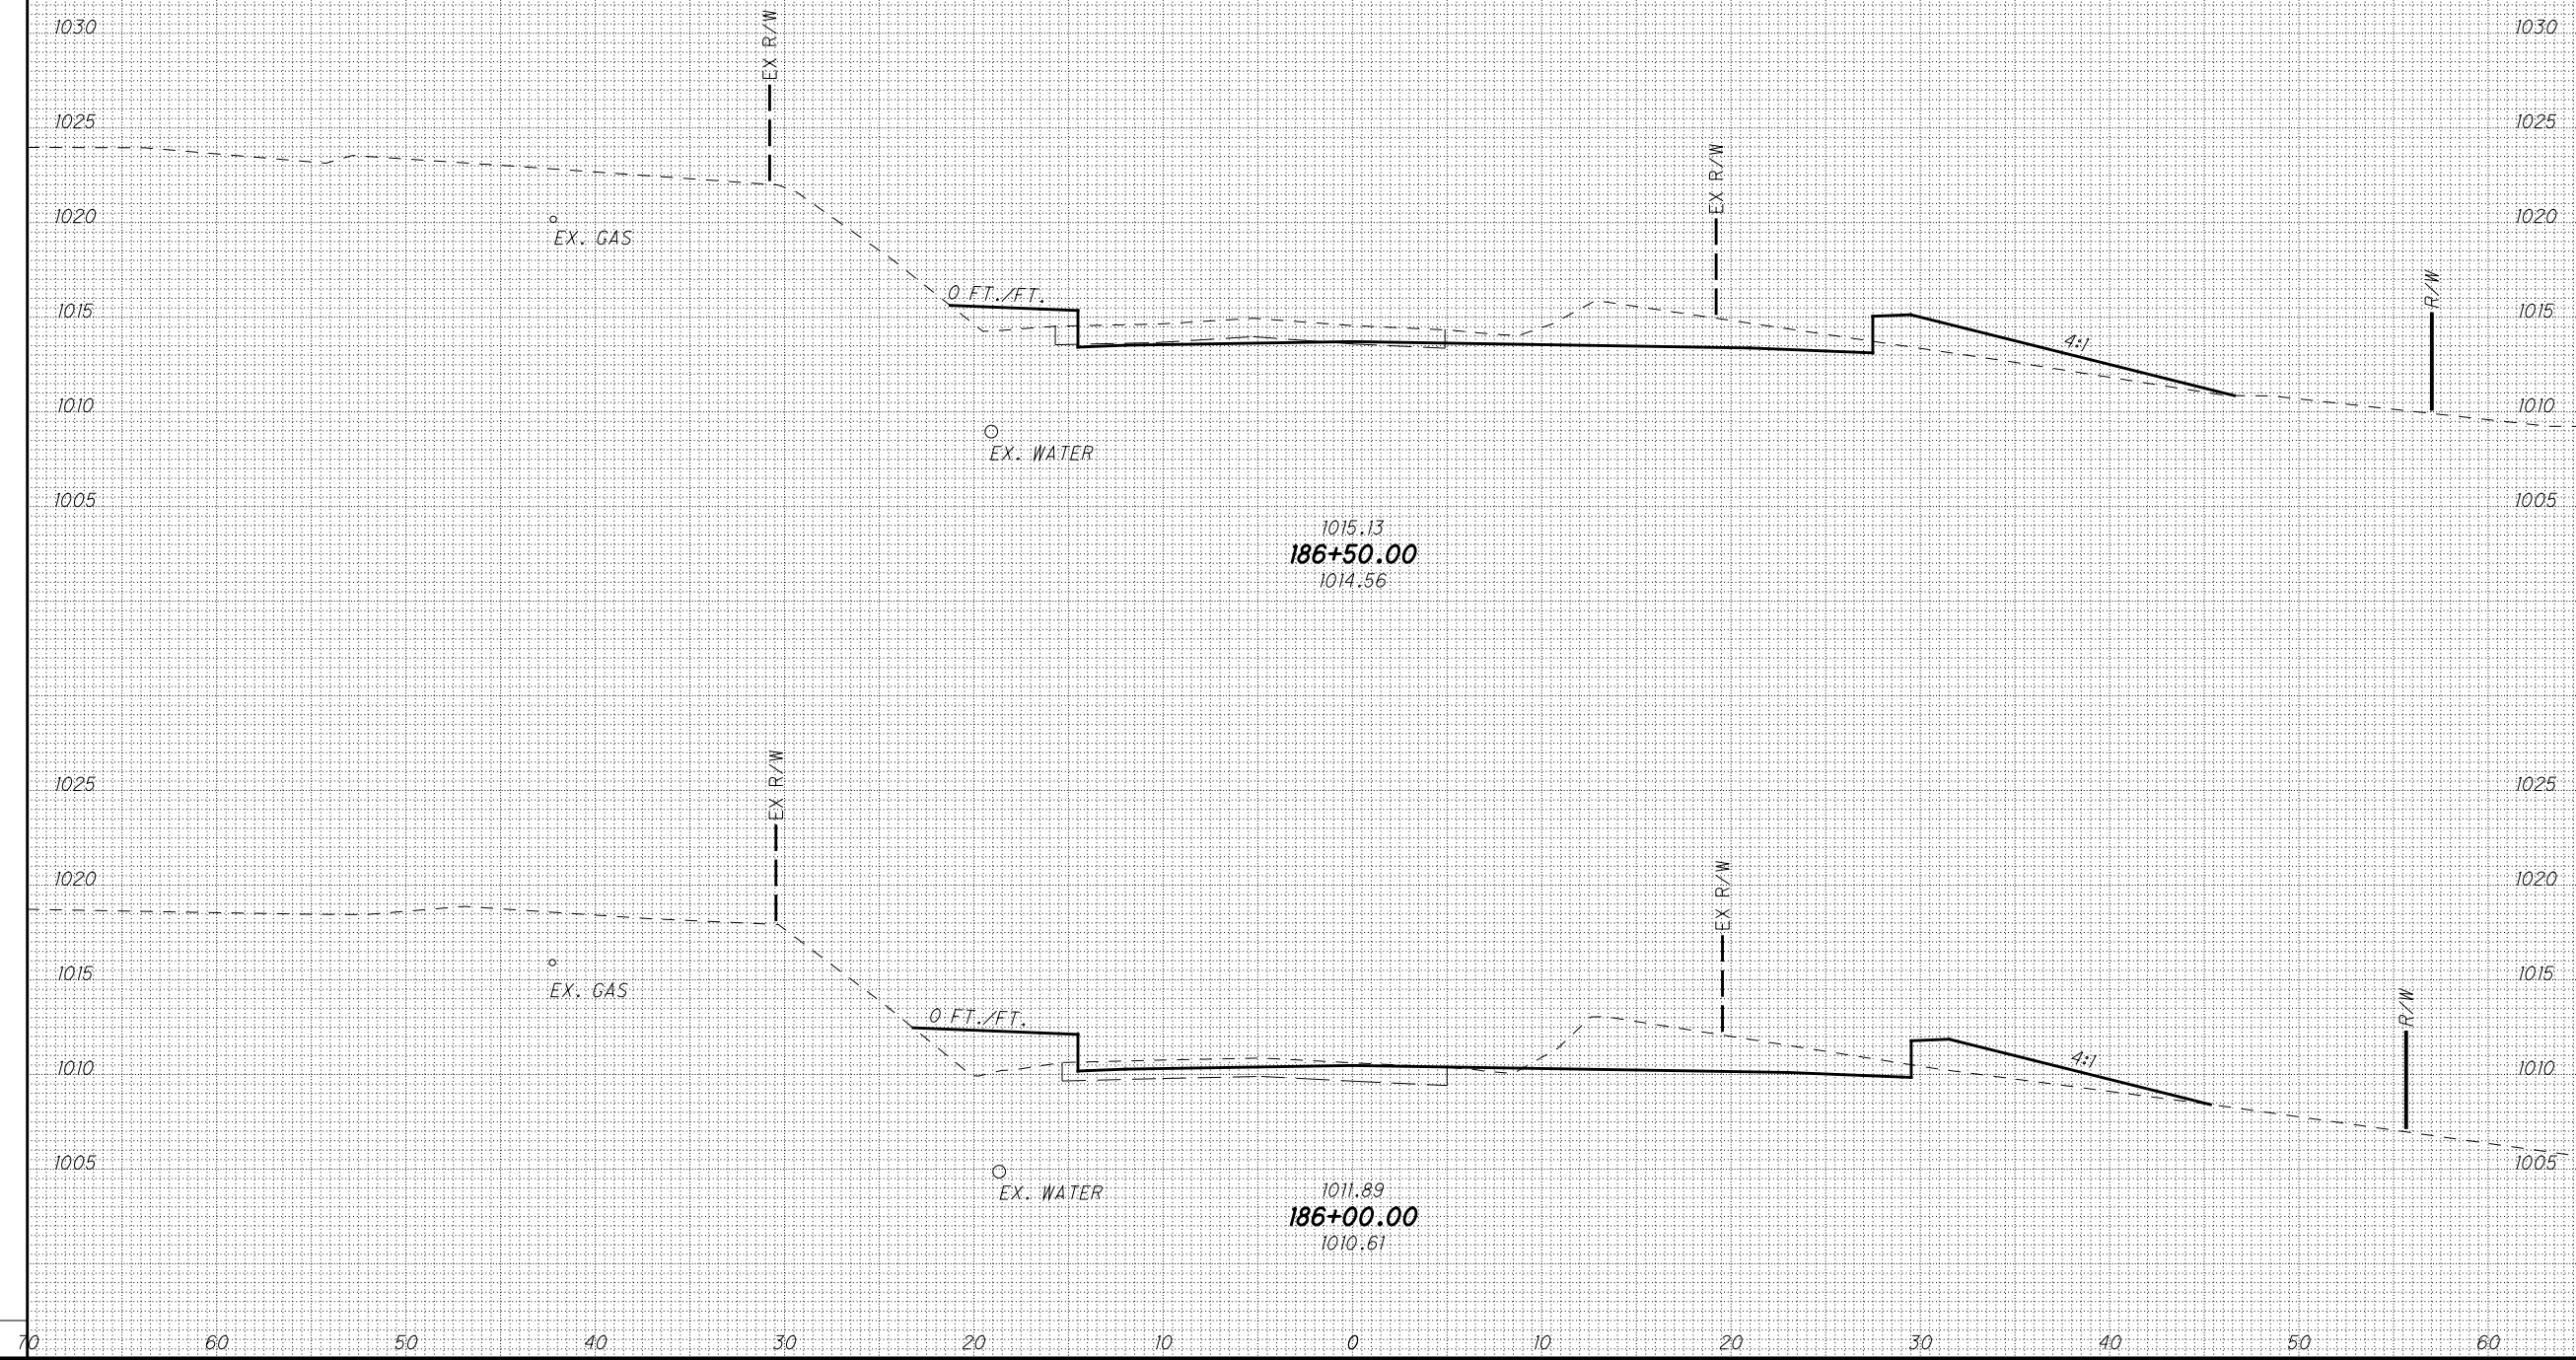 1030 EX R/W 1030
1025 1025
EX R/W
1020 1020
EX. GAS
R/W
0 FT./FT.
1015 1015
4:1
1010 1010
EX. WATER
1005 1005
1015.13
186+50.00
1014.56
EX R/W
1025 1025
EX R/W
1020 1020
1015 1015
EX. GAS
R/W
0 FT./FT.
4:1
1010 1010
1005 1005
EX. WATER
1011.89
186+00.00
1010.61
70 60 50 40 30 20 10 0 10 20 30 40 50 60